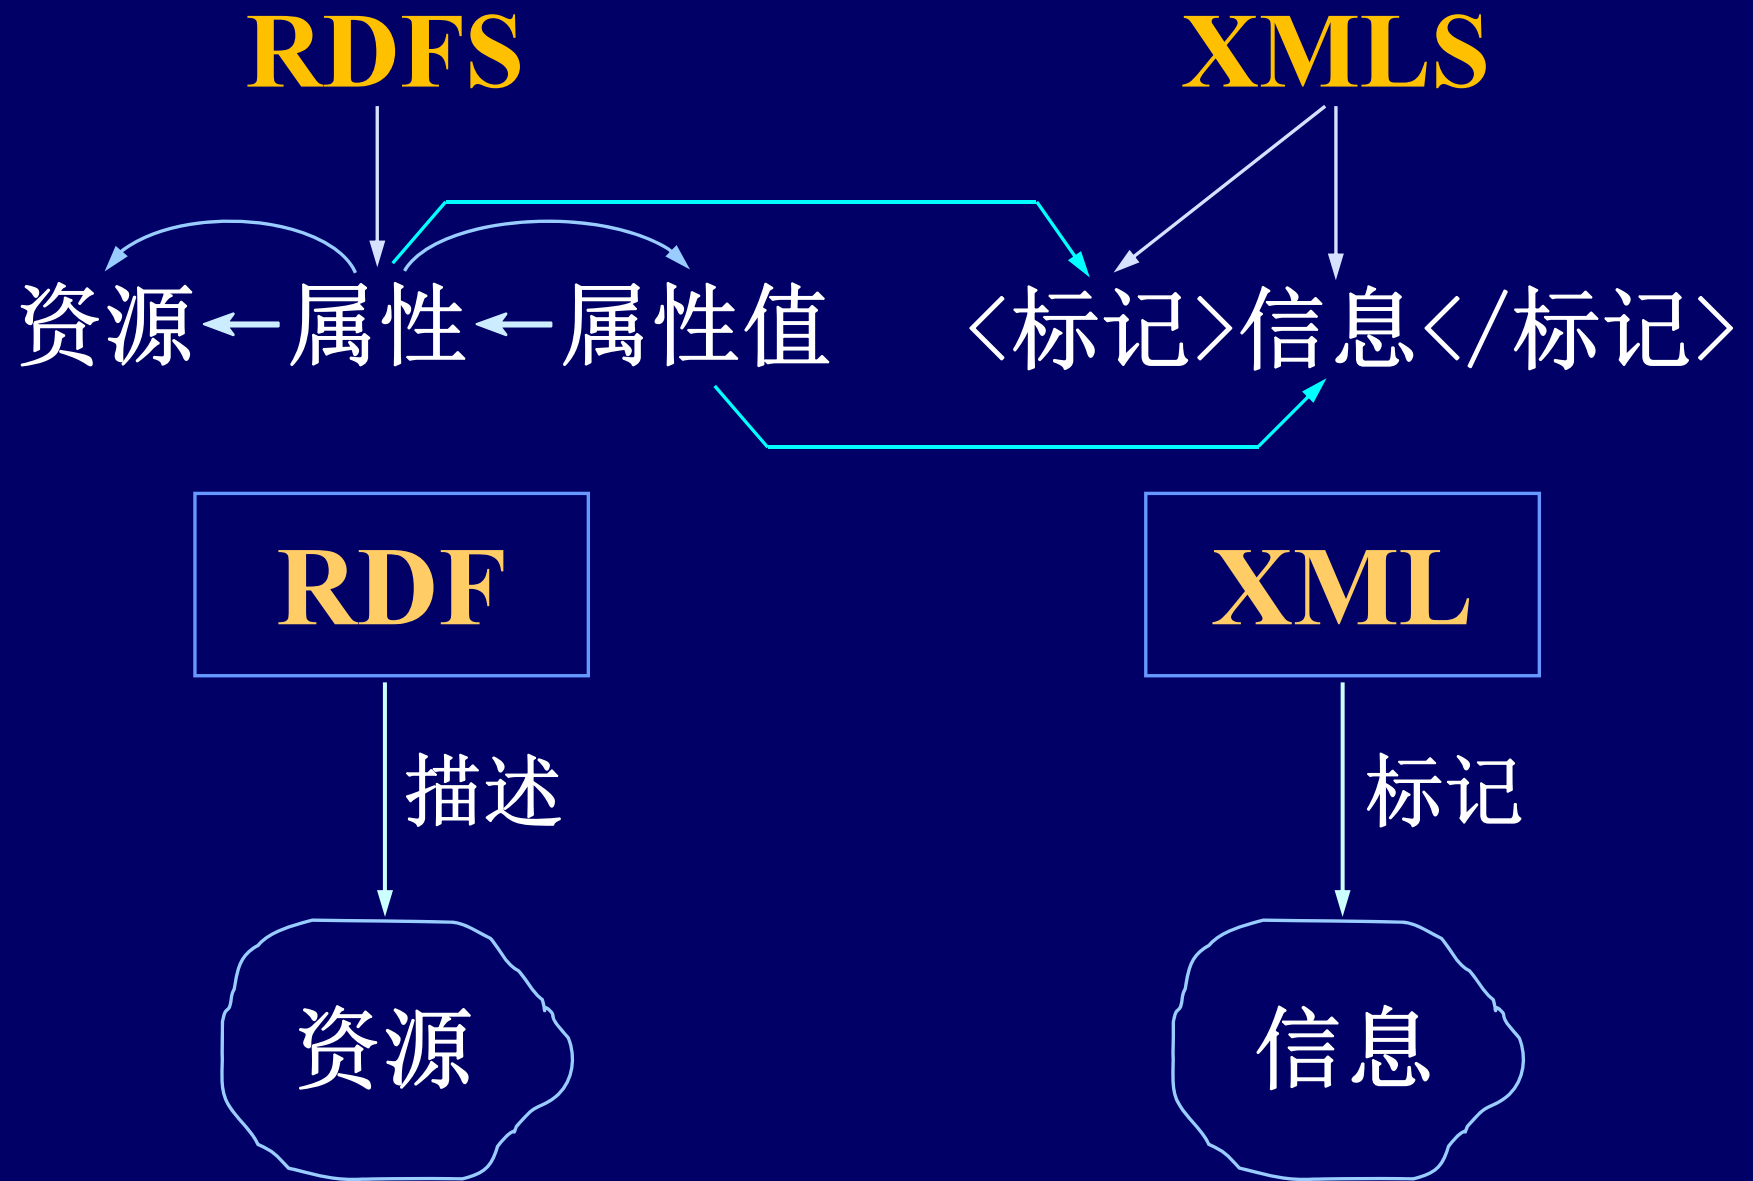 RDFS XMLS
资源 属性 属性值 <标记>信息</标记>
RDF XML
描述 标记
资源 信息